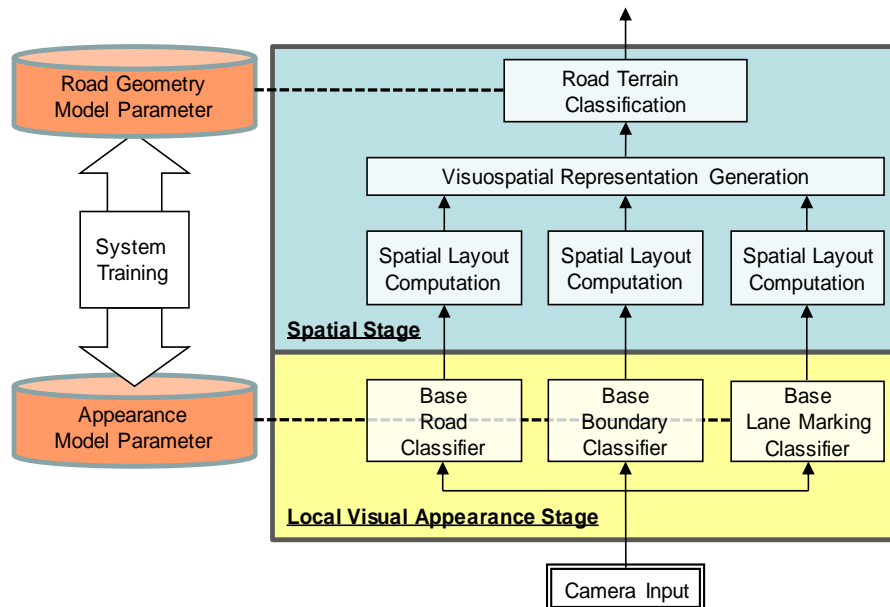 Road Geometry
Model Parameter
Road Terrain
Classification
Visuospatial Representation Generation
System
Training
Spatial Layout
Computation
Spatial Layout
Computation
Spatial Layout
Computation
Spatial Stage
Appearance
Model Parameter
Base
Road
Classifier
Base
Boundary
Classifier
Base
Lane Marking
Classifier
Local Visual Appearance Stage
Camera Input